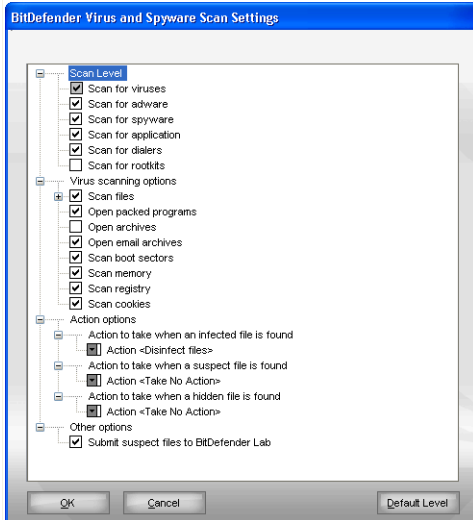 BitDefender Virus and Spyware Scan Settings
Scan Level
Scan for viruses
Scan for adware
Scan for spyware
Scan for application
Scan for dialers
Scan for rootkits
Virus scanning options
Scan files
Open packed programs
Open archives
Open email archives
Scan boot sectors
Scan memory
Scan registry
Scan cookies
Action options
Action to take when an infected file is found
Action <Disinfect files>
Action to take when a suspect file is found
Action <Take No Action>
Action to take when a hidden file is found
Action <Take No Action>
Other options
Submit suspect files to BitDefender Lab
OK Cancel Default Level